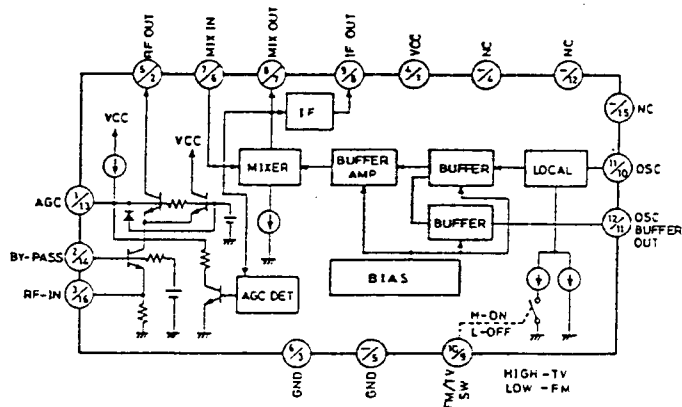 RF OUT
MIX IN
MIX OUT
IF OUT
VCC
NC
NC
5/2
7/6
8/7
9/8
4/1
-/4
-/12
-/15 NC
VCC
VCC
IF
MIXER
BUFFER AMP
BUFFER
LOCAL
11/10 OSC
AGC 1/13
BUFFER
12/11 OSC BUFFER OUT
BY-PASS 2/14
BIAS
RF-IN 3/16
AGC DET
M-ON
L-OFF
6/3
-/5
10/9
GND
GND
FM/TV SW
HIGH-TV
LOW-FM